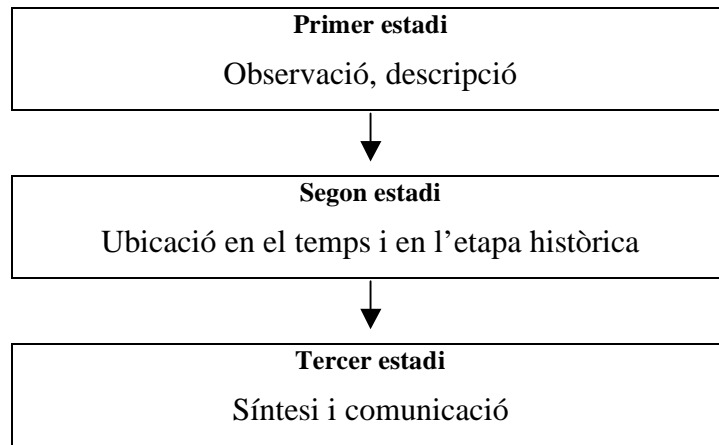 Primer estadi
Observació, descripció
Segon estadi
Ubicació en el temps i en l’etapa històrica
Tercer estadi
Síntesi i comunicació